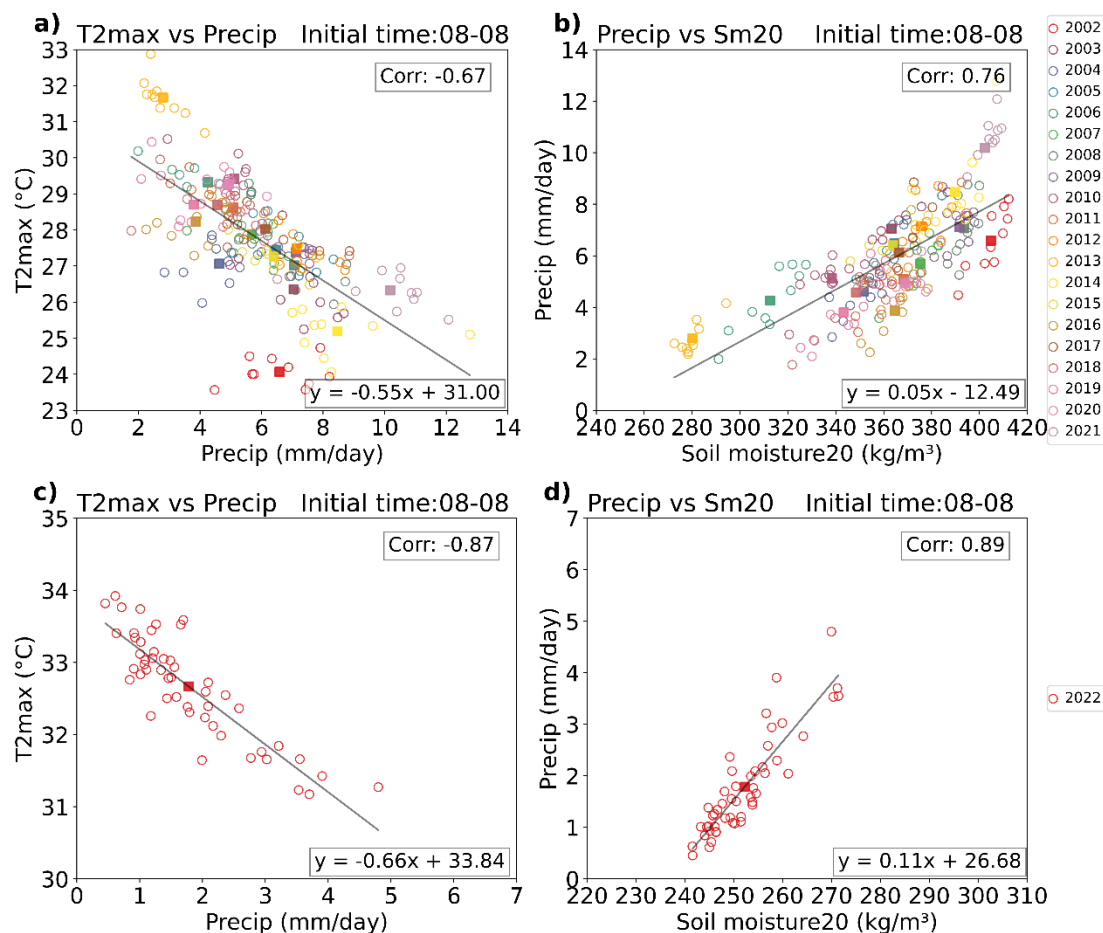 a) T2max vs Precip Initial time:08-08
Corr: -0.67
y = -0.55x + 31.00
33
32
31
30
29
28
27
26
25
24
23
T2max (°C)
0 2 4 6 8 10 12 14
Precip (mm/day)
b) Precip vs Sm20 Initial time:08-08
Corr: 0.76
y = 0.05x - 12.49
14
12
10
8
6
4
2
0
Precip (mm/day)
240 260 280 300 320 340 360 380 400 420
Soil moisture20 (kg/m³)
2002
2003
2004
2005
2006
2007
2008
2009
2010
2011
2012
2013
2014
2015
2016
2017
2018
2019
2020
2021
c) T2max vs Precip Initial time:08-08
Corr: -0.87
y = -0.66x + 33.84
35
34
33
32
31
30
T2max (°C)
0 1 2 3 4 5 6 7
Precip (mm/day)
d) Precip vs Sm20 Initial time:08-08
Corr: 0.89
y = 0.11x + 26.68
7
6
5
4
3
2
1
0
Precip (mm/day)
220 230 240 250 260 270 280 290 300 310
Soil moisture20 (kg/m³)
2022